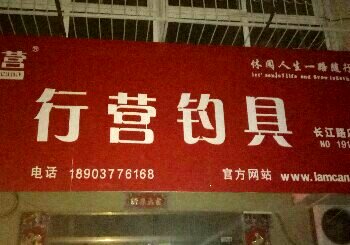 营®
休闲人生一路随行
行营钓具
长江路
NO 191
电话 18903776168
官方网站 www.lamcan